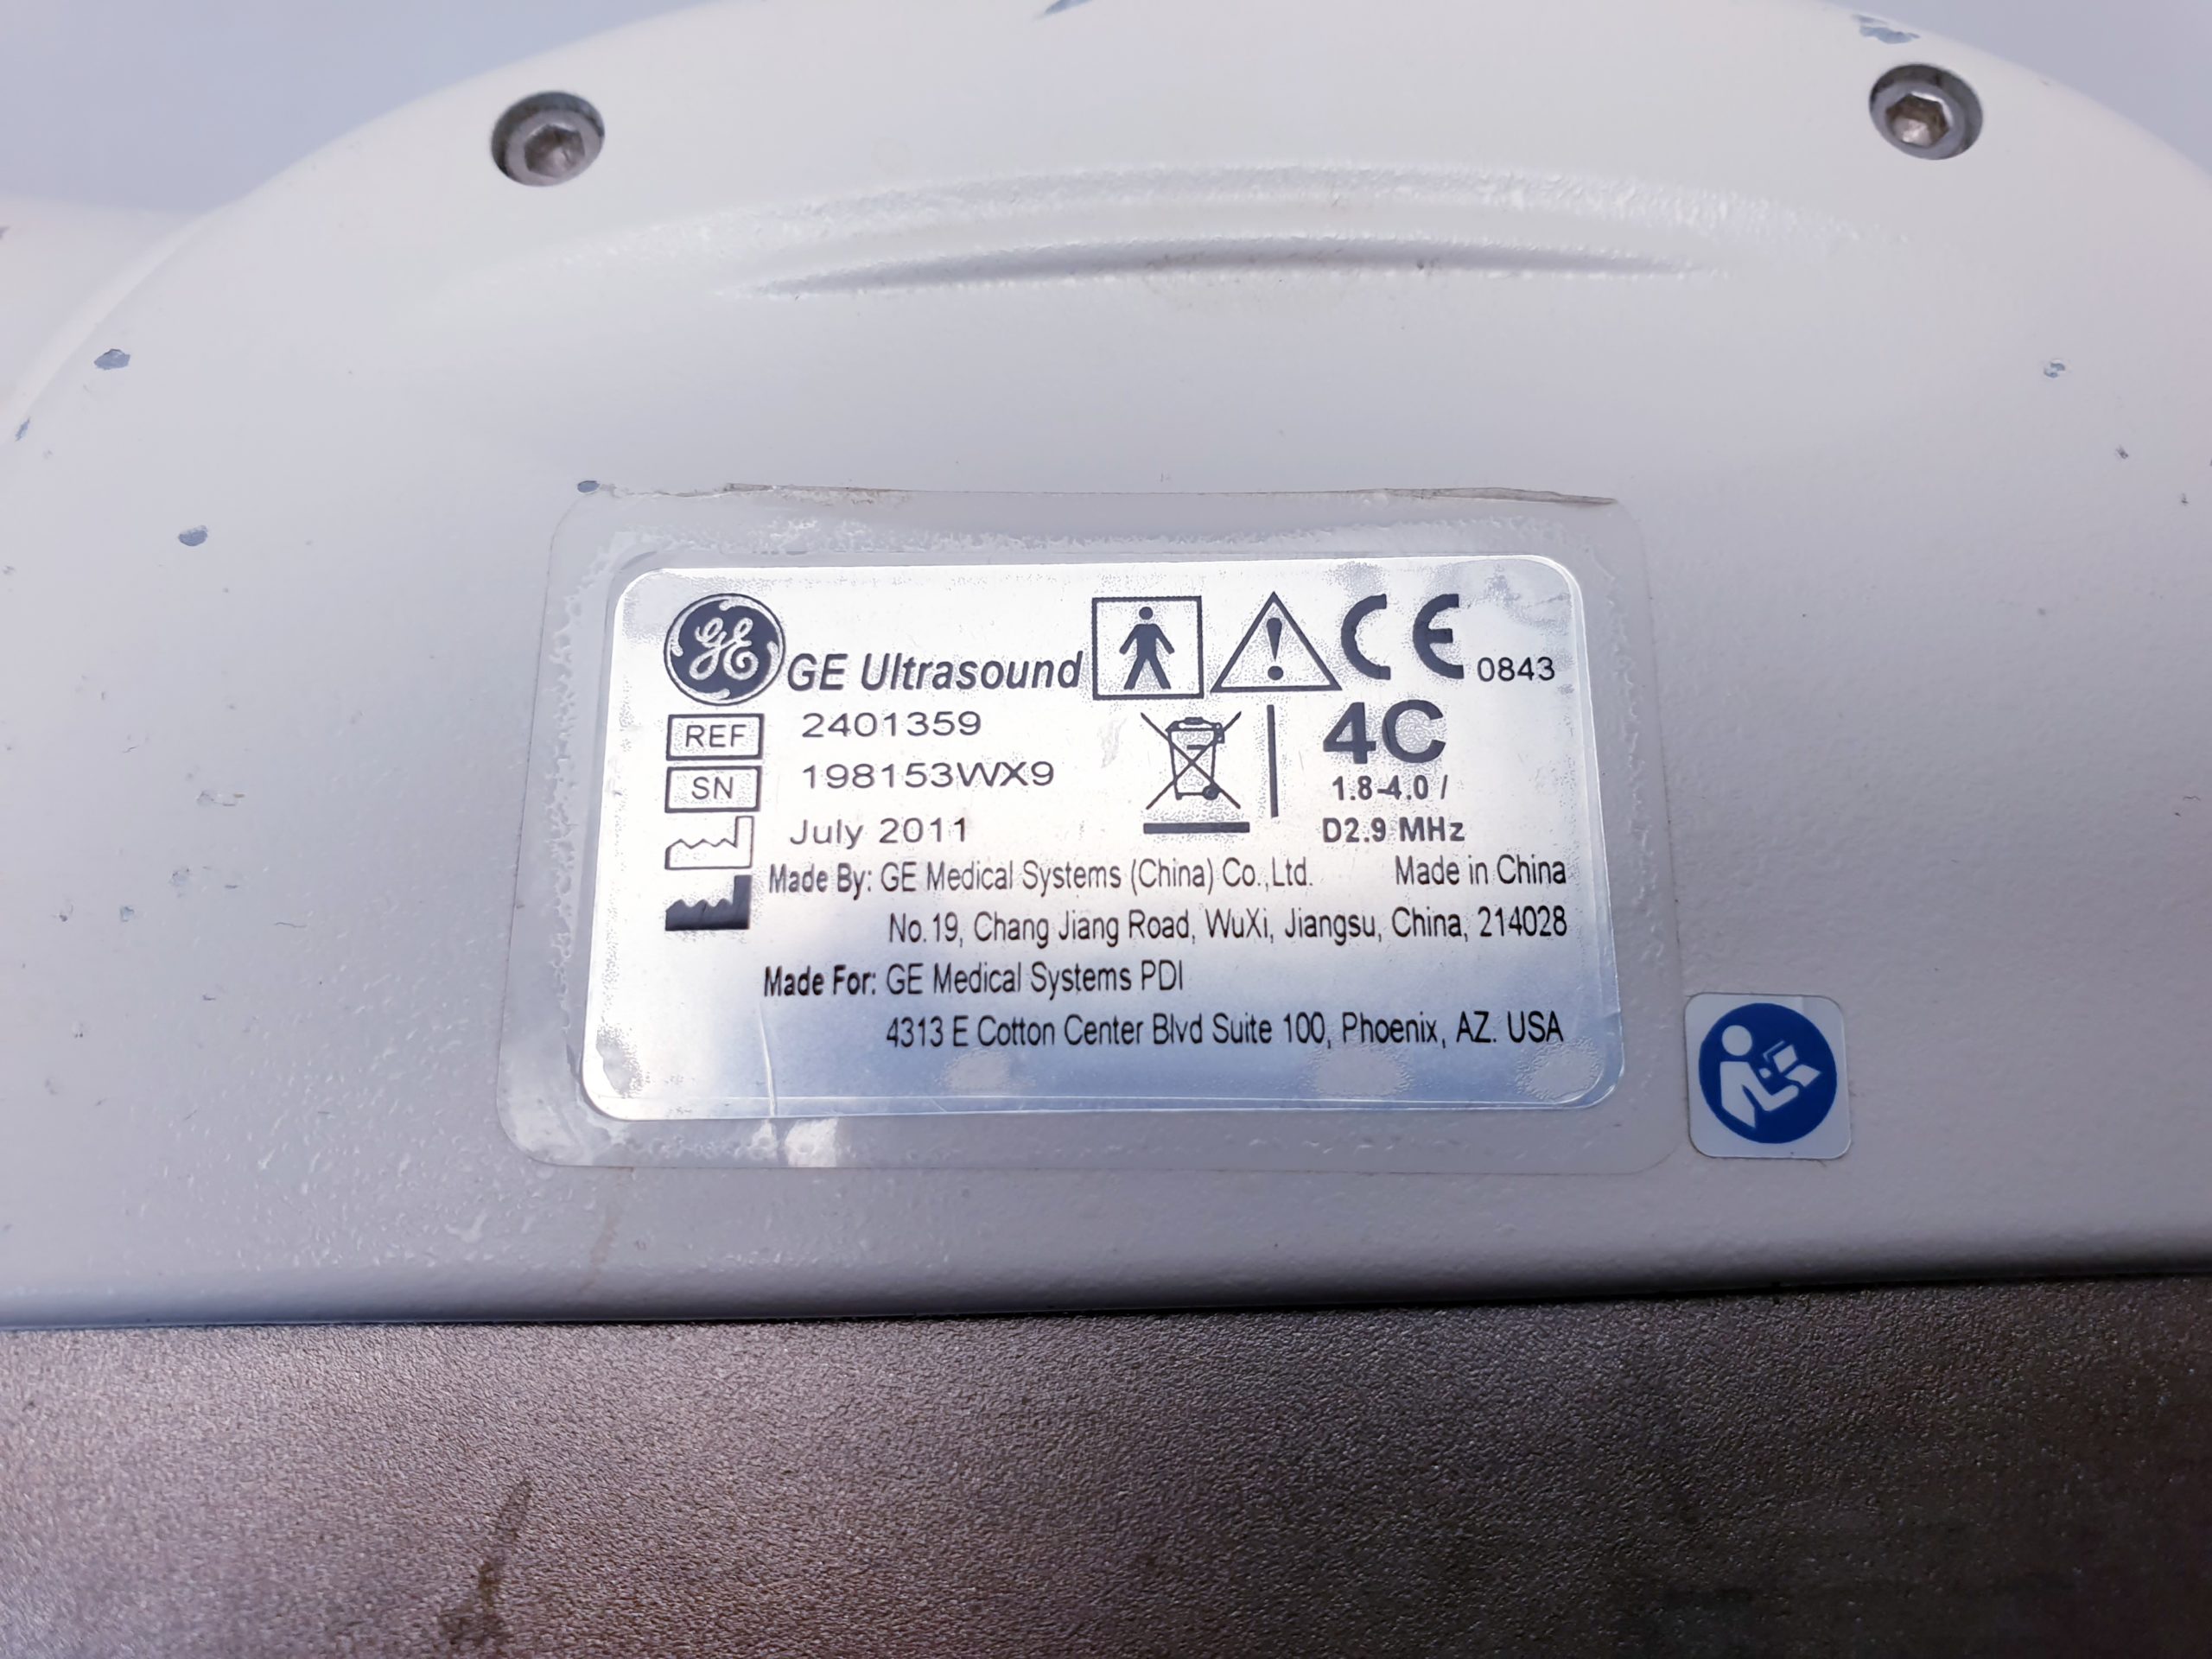 GE GE Ultrasound CE 0843
REF 2401359
4C
SN 198153WX9
1.8-4.0 /
July 2011
D2.9 MHz
Made By: GE Medical Systems (China) Co.,Ltd. Made in China
No.19, Chang Jiang Road, WuXi, Jiangsu, China, 214028
Made For: GE Medical Systems PDI
4313 E Cotton Center Blvd Suite 100, Phoenix, AZ. USA